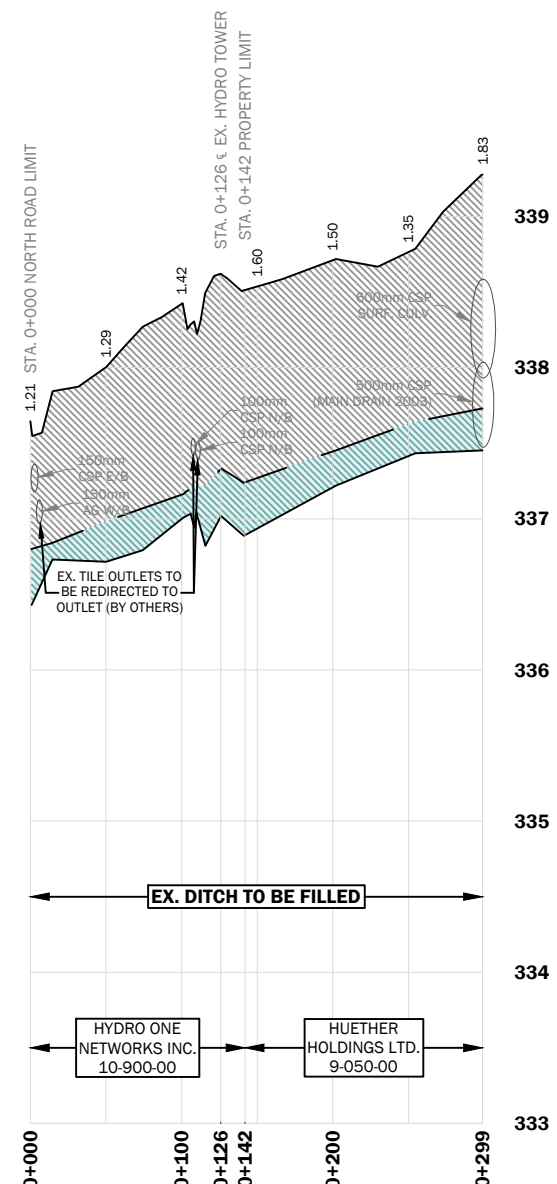 STA. 0+000 NORTH ROAD LIMIT
STA. 0+126 ℄ EX. HYDRO TOWER
STA. 0+142 PROPERTY LIMIT
1.21
1.29
1.42
1.60
1.50
1.35
1.83
339
338
337
336
335
334
333
600mm CSP
SURF. CULV.
500mm CSP
(MAIN DRAIN 2003)
100mm
CSP N/B
100mm
CSP N/B
150mm
CSP E/B
150mm
AG W/B
EX. TILE OUTLETS TO
BE REDIRECTED TO
OUTLET (BY OTHERS)
EX. DITCH TO BE FILLED
HYDRO ONE
NETWORKS INC.
10-900-00
HUETHER
HOLDINGS LTD.
9-050-00
0+000
0+100
0+126
0+142
0+200
0+299